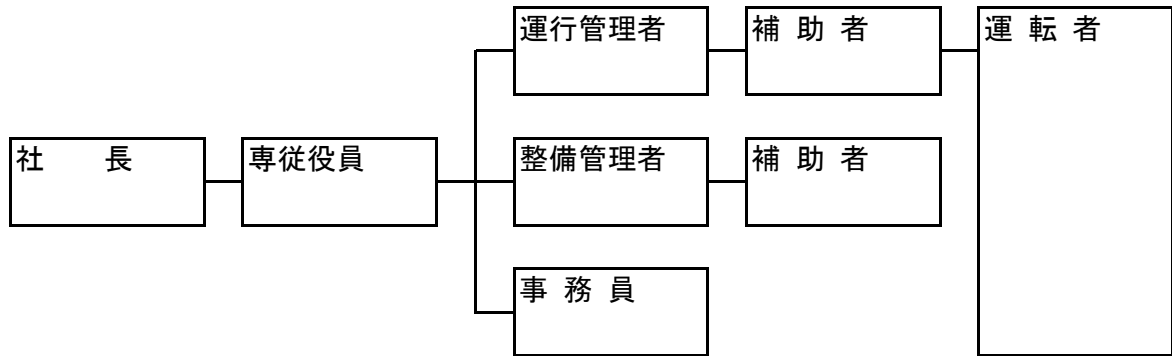 運行管理者
補 助 者
運 転 者
社　　長
専従役員
整備管理者
補 助 者
事 務 員